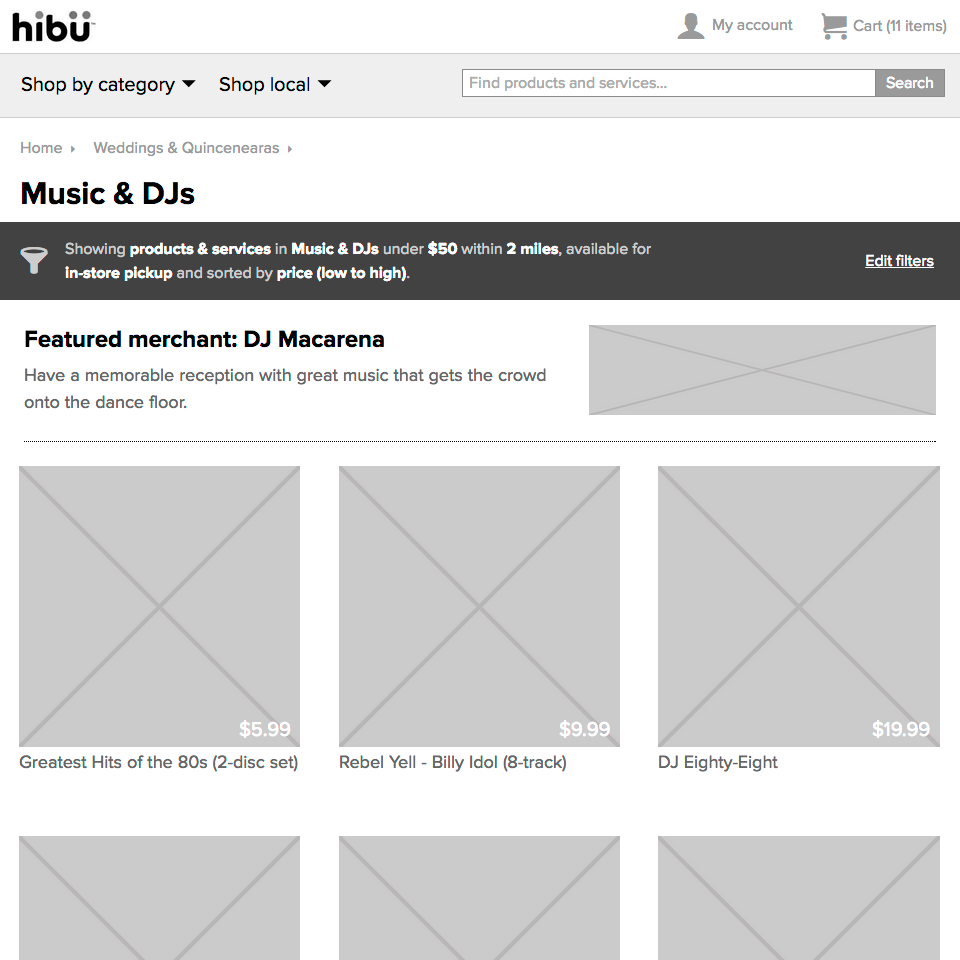 hibü™
My account
Cart (11 items)
Shop by category
Shop local
Find products and services...
Search
Home
Weddings & Quincenearas
Music & DJs
Showing products & services in Music & DJs under $50 within 2 miles, available for
in-store pickup and sorted by price (low to high).
Edit filters
Featured merchant: DJ Macarena
Have a memorable reception with great music that gets the crowd
onto the dance floor.
$5.99
$9.99
$19.99
Greatest Hits of the 80s (2-disc set)
Rebel Yell - Billy Idol (8-track)
DJ Eighty-Eight